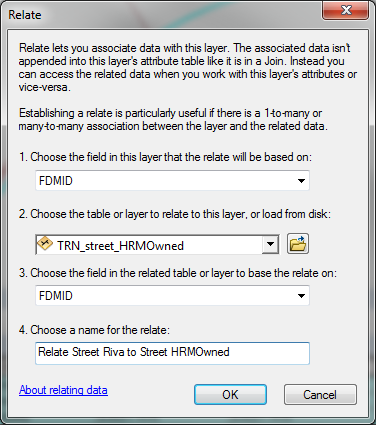 Relate
Relate lets you associate data with this layer. The associated data isn't
appended into this layer's attribute table like it is in a Join. Instead you
can access the related data when you work with this layer's attributes or
vice-versa.
Establishing a relate is particularly useful if there is a 1-to-many or
many-to-many association between the layer and the related data.
1. Choose the field in this layer that the relate will be based on:
FDMID
2. Choose the table or layer to relate to this layer, or load from disk:
TRN_street_HRMOwned
3. Choose the field in the related table or layer to base the relate on:
FDMID
4. Choose a name for the relate:
Relate Street Riva to Street HRMOwned
About relating data
OK
Cancel